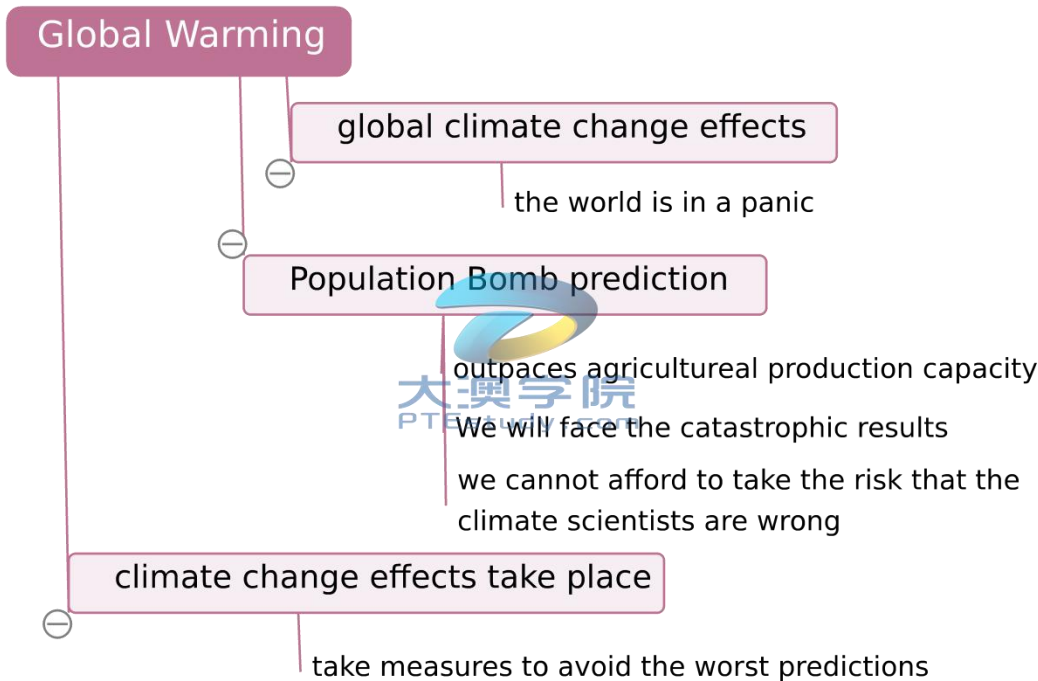 Global Warming
global climate change effects
the world is in a panic
Population Bomb prediction
outpaces agricultureal production capacity
大澳学院
PTEstudy.com
We will face the catastrophic results
we cannot afford to take the risk that the
climate scientists are wrong
climate change effects take place
take measures to avoid the worst predictions